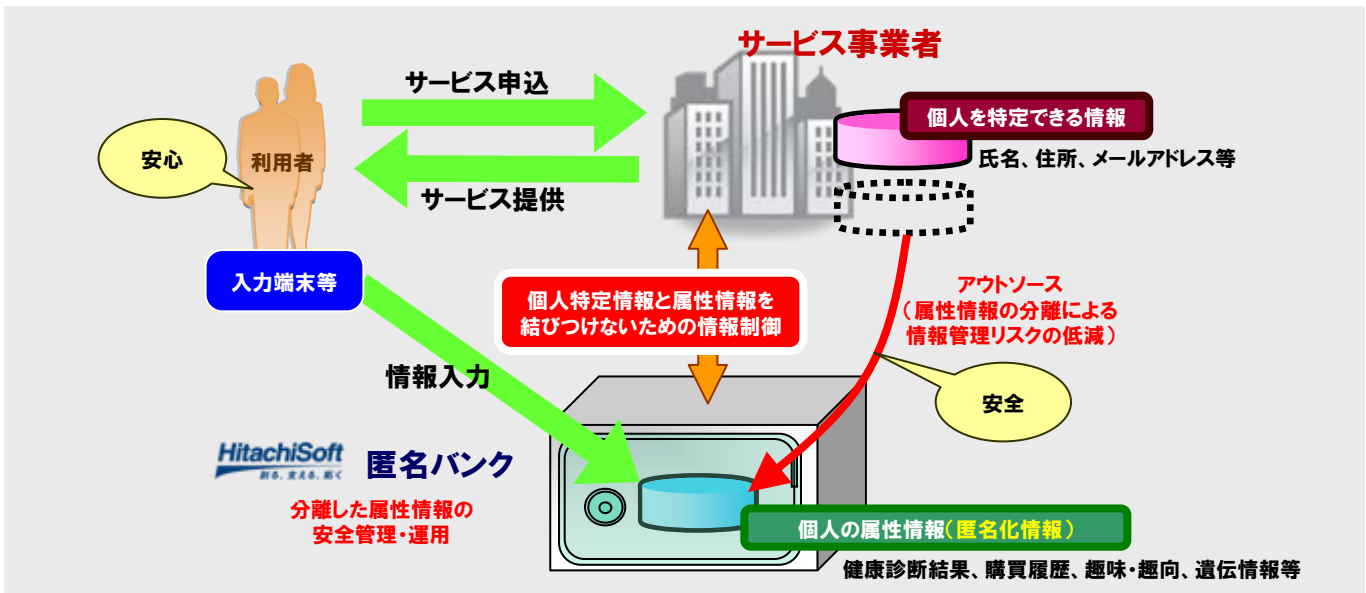 サービス事業者
サービス申込
個人を特定できる情報
安心
利用者
氏名、住所、メールアドレス等
サービス提供
入力端末等
個人特定情報と属性情報を
結びつけないための情報制御
アウトソース
（属性情報の分離による
情報管理リスクの低減）
情報入力
安全
HitachiSoft
創る、支える、拓く
匿名バンク
分離した属性情報の
安全管理・運用
個人の属性情報（匿名化情報）
健康診断結果、購買履歴、趣味・趣向、遺伝情報等